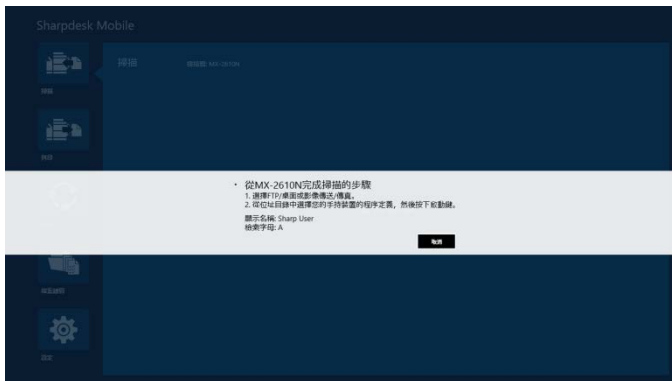 Sharpdesk Mobile
掃描
掃描
從MX-2610N完成掃描的步驟
1. 選擇FTP/桌面或影像傳送/傳真。
2. 從位址目錄中選擇您的手持裝置的程序定義，然後按下啟動鍵。
顯示名稱: Sharp User
檢索字母: A
取消
設定